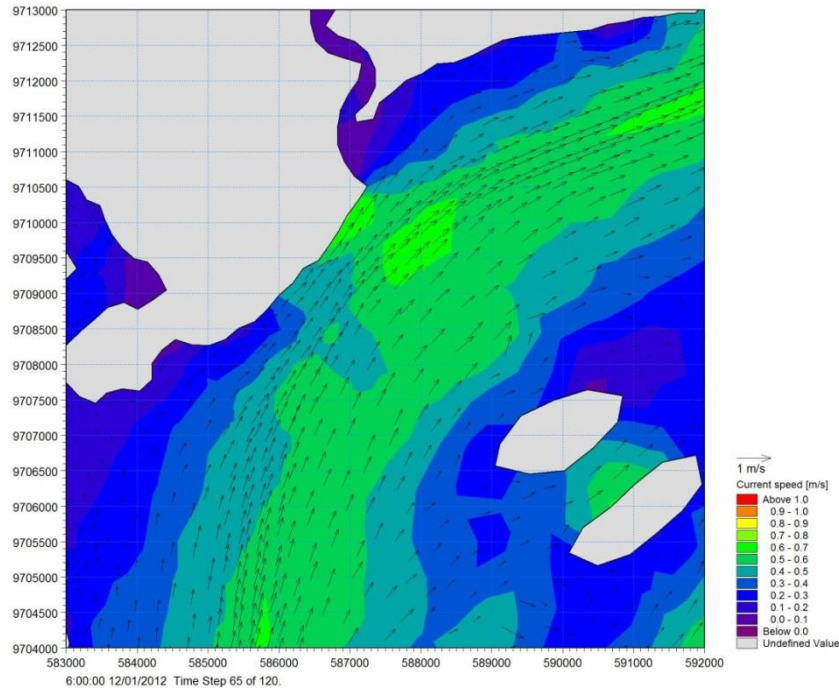 9713000
9712500
9712000
9711500
9711000
9710500
9710000
9709500
9709000
9708500
9708000
9707500
9707000
9706500
9706000
9705500
9705000
9704500
9704000
583000 584000 585000 586000 587000 588000 589000 590000 591000 592000
6:00:00 12/01/2012 Time Step 65 of 120.
1 m/s
Current speed [m/s]
Above 1.0
0.9 - 1.0
0.8 - 0.9
0.7 - 0.8
0.6 - 0.7
0.5 - 0.6
0.4 - 0.5
0.3 - 0.4
0.2 - 0.3
0.1 - 0.2
0.0 - 0.1
Below 0.0
Undefined Value